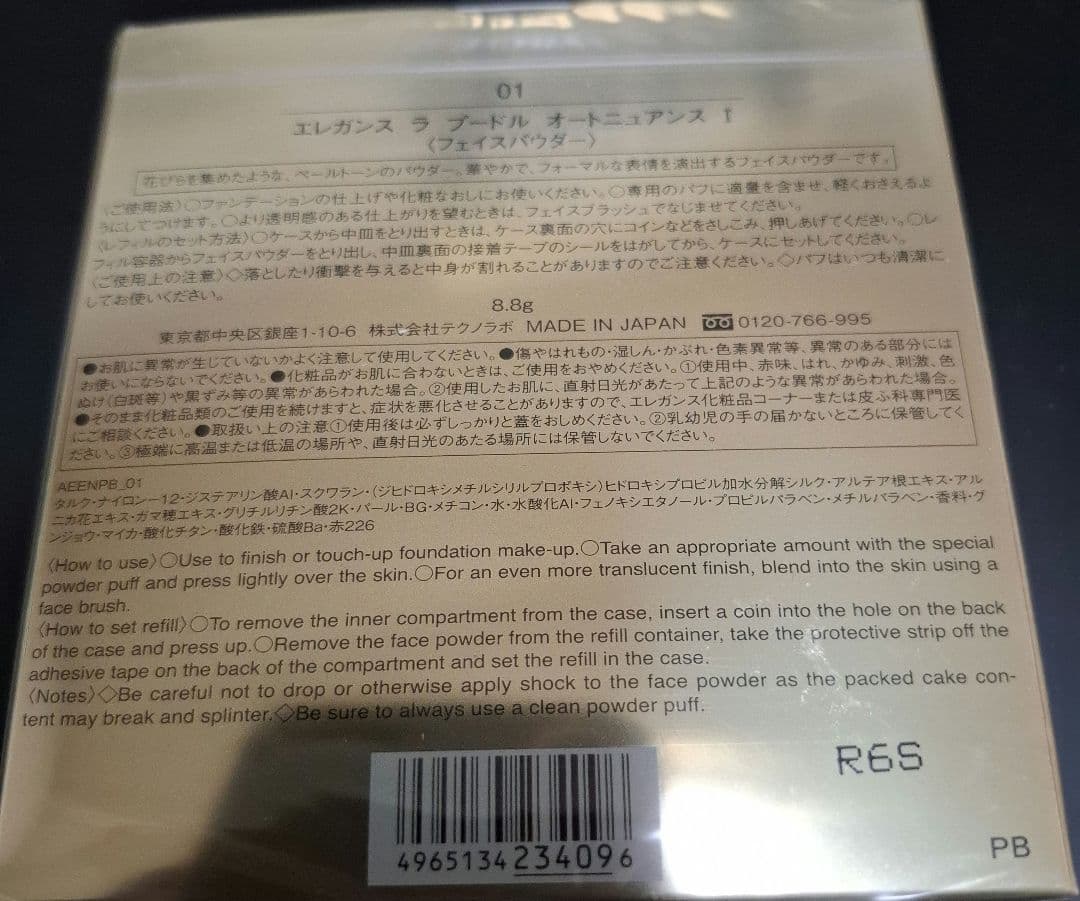 01
エレガンス ラ プードル オートニュアンス I
〈フェイスパウダー〉
花びらを集めたような、ペールトーンのパウダー。華やかで、フォーマルな表情を演出するフェイスパウダーです。
〈ご使用法〉○ファンデーションの仕上げや化粧なおしにお使いください。○専用のパフに適量を含ませ、軽くおさえるよ
うにしてつけます。○より透明感のある仕上がりを望むときは、フェイスブラッシュでなじませてください。
〈レフィルのセット方法〉○ケースから中皿をとり出すときは、ケース裏面の穴にコインなどをさしこみ、押しあげてください。○レ
フィル容器からフェイスパウダーをとり出し、中皿裏面の接着テープのシールをはがしてから、ケースにセットしてください。
〈ご使用上の注意〉◇落としたり衝撃を与えると中身が割れることがありますのでご注意ください。◇パフはいつも清潔に
してお使いください。
8.8g
東京都中央区銀座1-10-6 株式会社テクノラボ MADE IN JAPAN 0120-766-995
●お肌に異常が生じていないかよく注意して使用してください。●傷やはれもの・湿しん・かぶれ・色素異常等、異常のある部分には
お使いにならないでください。●化粧品がお肌に合わないときは、ご使用をおやめください。①使用中、赤味、はれ、かゆみ、刺激、色
ぬけ(白斑等)や黒ずみ等の異常があらわれた場合。②使用したお肌に、直射日光があたって上記のような異常があらわれた場合。
●そのまま化粧品類のご使用を続けますと、症状を悪化させることがありますので、エレガンス化粧品コーナーまたは皮ふ科専門医
にご相談ください。●取扱い上の注意①使用後は必ずしっかりと蓋をおしめください。②乳幼児の手の届かないところに保管してく
ださい。③極端に高温または低温の場所や、直射日光のあたる場所には保管しないでください。
AEENPB_01
タルク・ナイロン－12・ジステアリン酸Al・スクワラン・(ジヒドロキシメチルシリルプロポキシ)ヒドロキシプロピル加水分解シルク・アルテア根エキス・アル
ニカ花エキス・ガマ穂エキス・グリチルリチン酸2K・パール・BG・メチコン・水・水酸化Al・フェノキシエタノール・プロピルパラベン・メチルパラベン・香料・グ
ンジョウ・マイカ・酸化チタン・酸化鉄・硫酸Ba・赤226
〈How to use〉○Use to finish or touch-up foundation make-up.○Take an appropriate amount with the special
powder puff and press lightly over the skin.○For an even more translucent finish, blend into the skin using a
face brush.
〈How to set refill〉○To remove the inner compartment from the case, insert a coin into the hole on the back
of the case and press up.○Remove the face powder from the refill container, take the protective strip off the
adhesive tape on the back of the compartment and set the refill in the case.
〈Notes〉◇Be careful not to drop or otherwise apply shock to the face powder as the packed cake con-
tent may break and splinter.◇Be sure to always use a clean powder puff.
R6S
4965134234096
PB